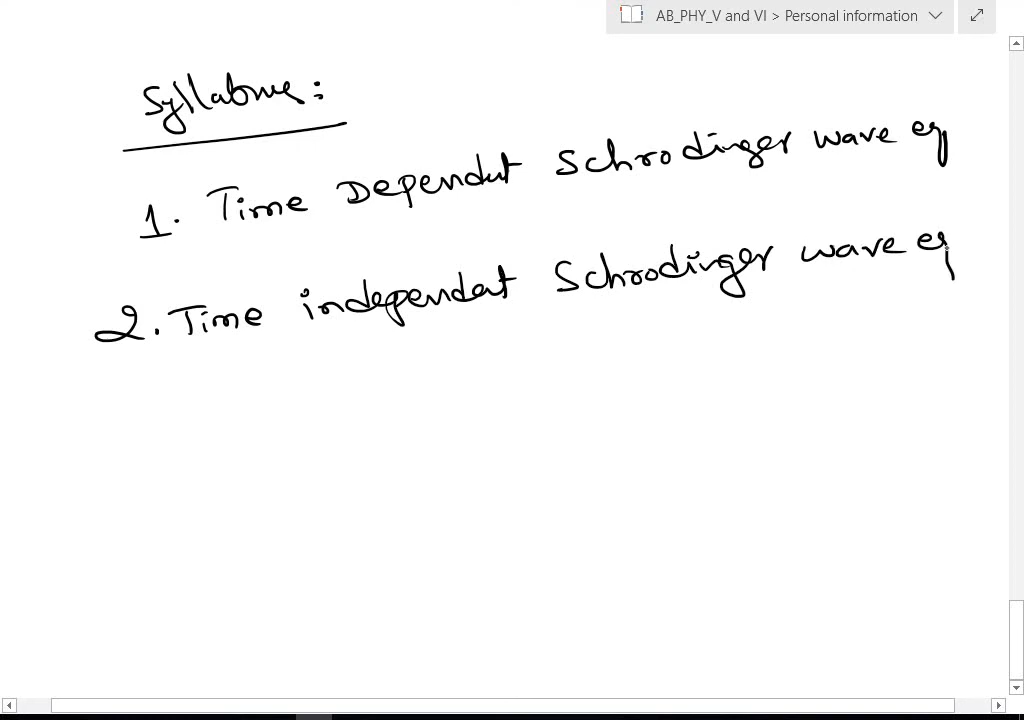 AB_PHY_V and VI > Personal information
Syllabus:
1. Time Dependent Schrodinger wave eq
2. Time independent Schrodinger wave eq